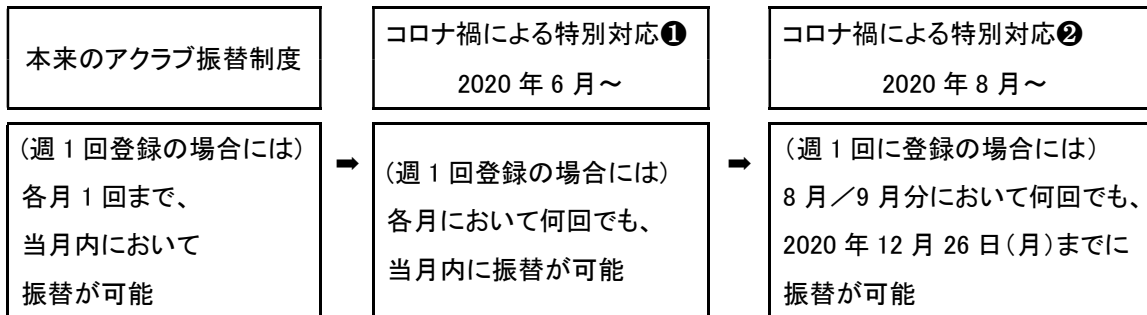 本来のアクラブ振替制度
(週 1 回登録の場合には)
各月 1 回まで、
当月内において
振替が可能
➡
コロナ禍による特別対応❶
2020 年 6 月～
(週 1 回登録の場合には)
各月において何回でも、
当月内に振替が可能
➡
コロナ禍による特別対応❷
2020 年 8 月～
(週 1 回に登録の場合には)
8 月／9 月分において何回でも、
2020 年 12 月 26 日(月)までに
振替が可能